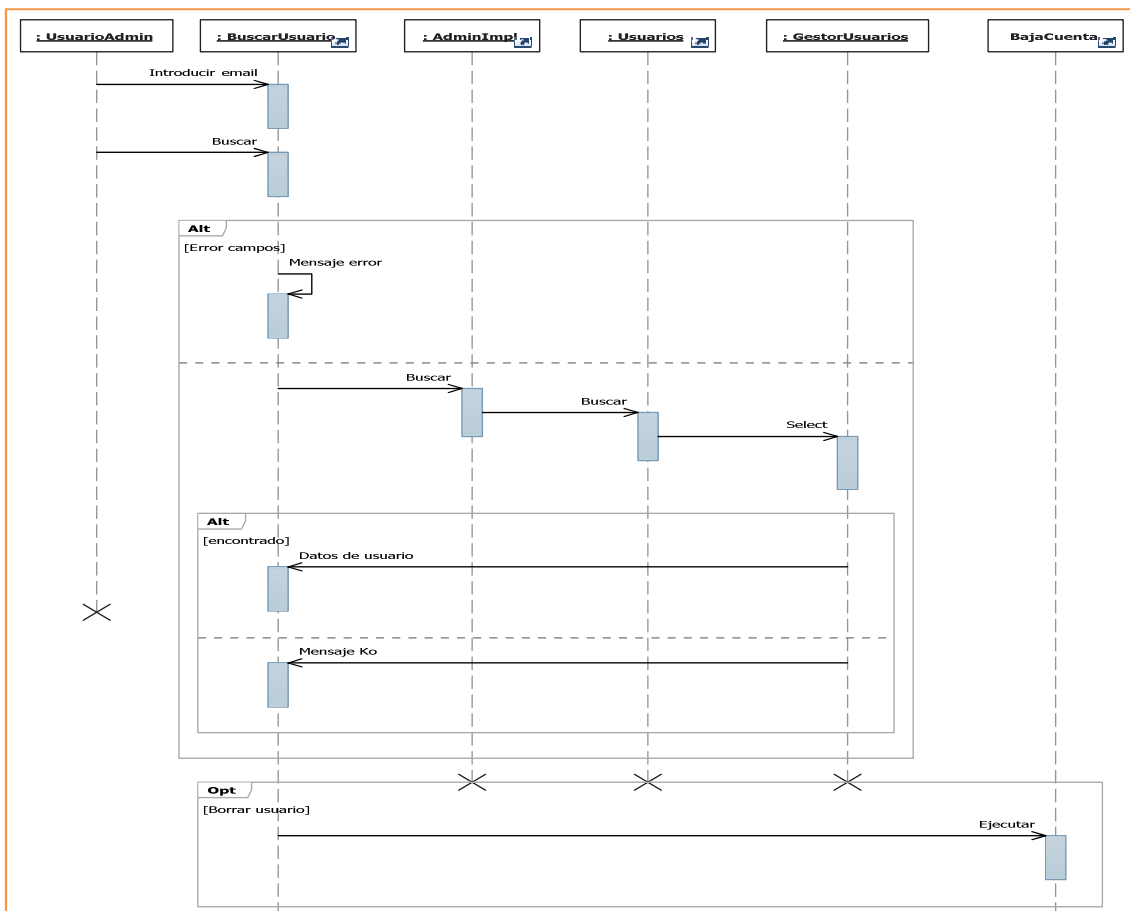 : UsuarioAdmin
: BuscarUsuario
: AdminImpl
: Usuarios
: GestorUsuarios
BajaCuenta
Introducir email
Buscar
Alt
[Error campos]
Mensaje error
Buscar
Buscar
Select
Alt
[encontrado]
Datos de usuario
Mensaje Ko
Opt
[Borrar usuario]
Ejecutar